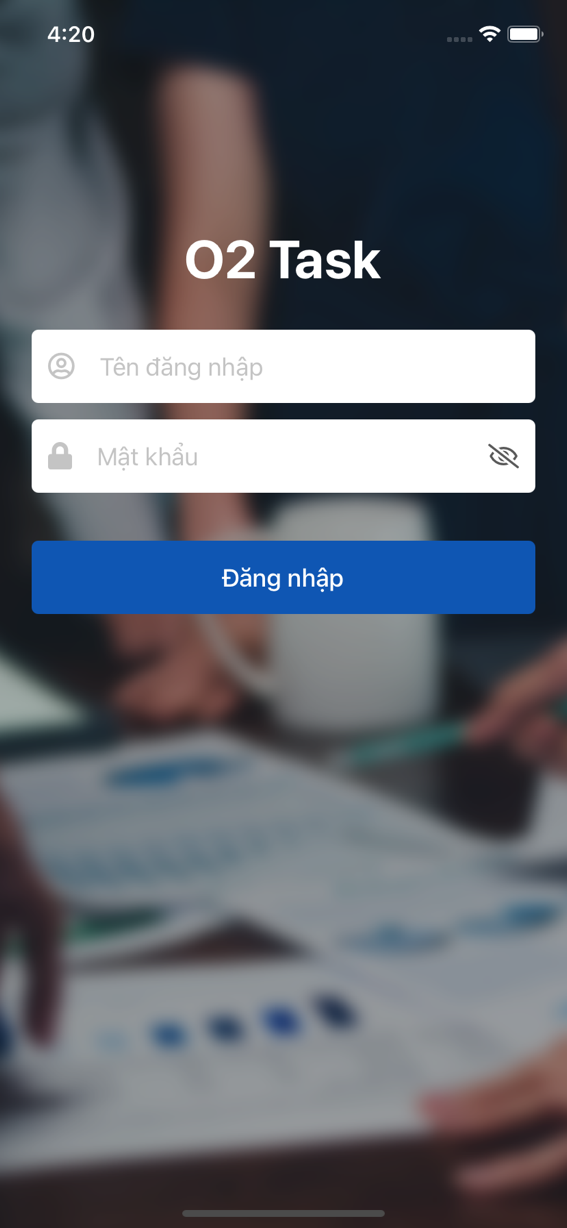 4:20
O2 Task
Tên đăng nhập
Mật khẩu
Đăng nhập